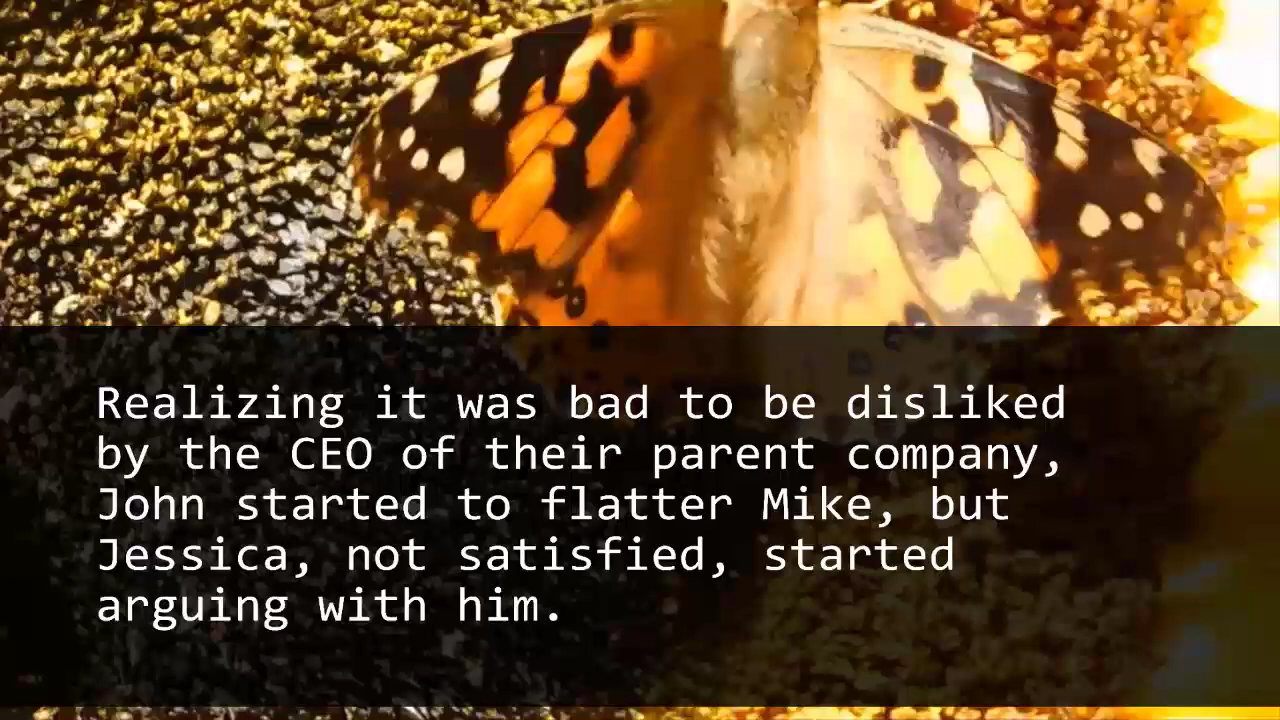 Realizing it was bad to be disliked
by the CEO of their parent company,
John started to flatter Mike, but
Jessica, not satisfied, started
arguing with him.